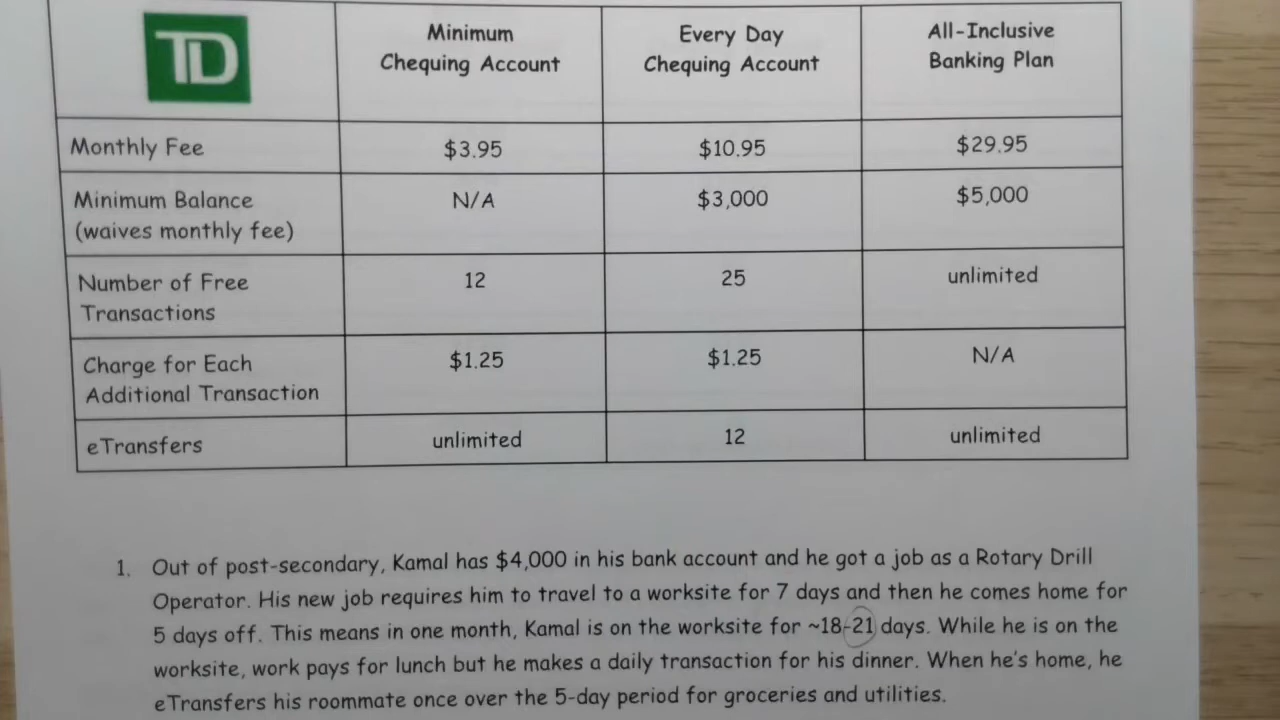 TD
Minimum Chequing Account
Every Day Chequing Account
All-Inclusive Banking Plan
Monthly Fee $3.95 $10.95 $29.95
Minimum Balance (waives monthly fee) N/A $3,000 $5,000
Number of Free Transactions 12 25 unlimited
Charge for Each Additional Transaction $1.25 $1.25 N/A
eTransfers unlimited 12 unlimited
1. Out of post-secondary, Kamal has $4,000 in his bank account and he got a job as a Rotary Drill
Operator. His new job requires him to travel to a worksite for 7 days and then he comes home for
5 days off. This means in one month, Kamal is on the worksite for ~18-21 days. While he is on the
worksite, work pays for lunch but he makes a daily transaction for his dinner. When he's home, he
eTransfers his roommate once over the 5-day period for groceries and utilities.